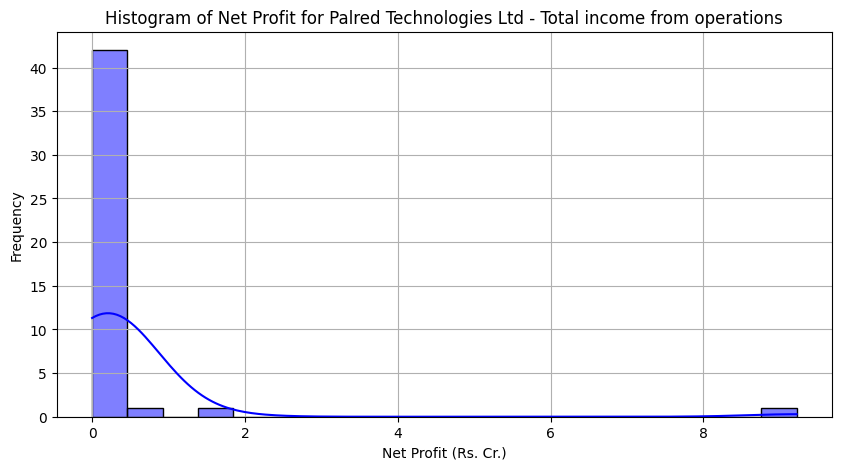 Histogram of Net Profit for Palred Technologies Ltd - Total income from operations
Frequency
40
35
30
25
20
15
10
5
0
0 2 4 6 8
Net Profit (Rs. Cr.)